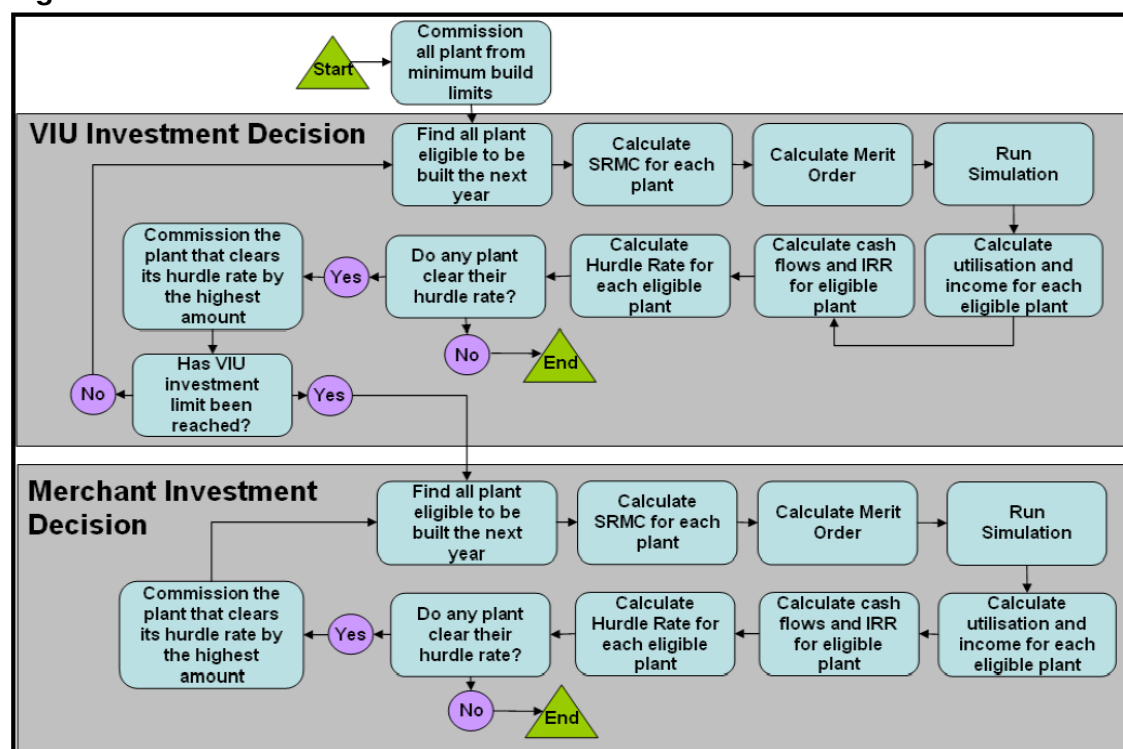 Commission
all plant from
minimum build
limits
Start
VIU Investment Decision
Find all plant
eligible to be
built the next
year
Calculate
SRMC for each
plant
Calculate Merit
Order
Run
Simulation
Commission the
plant that clears
its hurdle rate by
the highest
amount
Yes
Do any plant
clear their
hurdle rate?
Calculate
Hurdle Rate for
each eligible
plant
Calculate cash
flows and IRR
for eligible
plant
Calculate
utilisation and
income for each
eligible plant
No
End
No
Has VIU
investment
limit been
reached?
Yes
Merchant Investment
Decision
Find all plant
eligible to be
built the next
year
Calculate
SRMC for each
plant
Calculate Merit
Order
Run
Simulation
Commission the
plant that clears
its hurdle rate by
the highest
amount
Yes
Do any plant
clear their
hurdle rate?
Calculate
Hurdle Rate for
each eligible
plant
Calculate cash
flows and IRR
for eligible
plant
Calculate
utilisation and
income for each
eligible plant
No
End